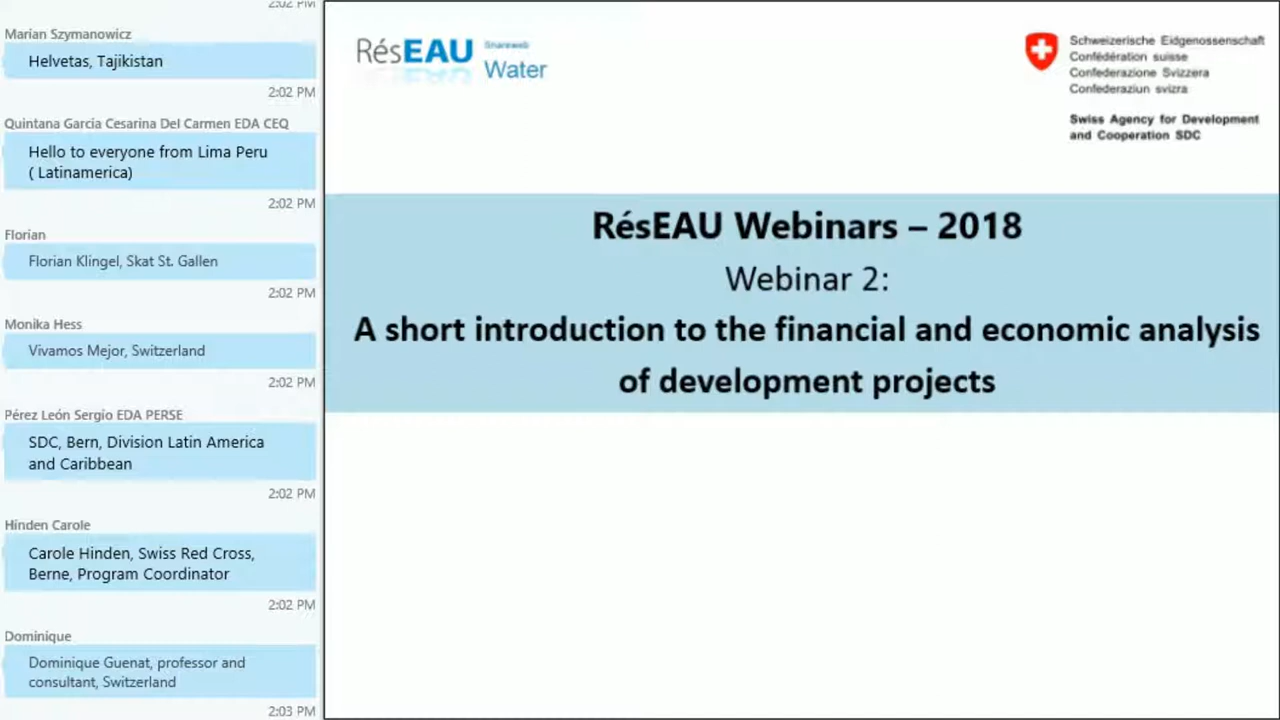 2:02 PM
Marian Szymanowicz
Helvetas, Tajikistan
2:02 PM
Quintana Garcia Cesarina Del Carmen EDA CEQ
Hello to everyone from Lima Peru
( Latinamerica)
2:02 PM
Florian
Florian Klingel, Skat St. Gallen
2:02 PM
Monika Hess
Vivamos Mejor, Switzerland
2:02 PM
Pérez León Sergio EDA PERSE
SDC, Bern, Division Latin America
and Caribbean
2:02 PM
Hinden Carole
Carole Hinden, Swiss Red Cross,
Berne, Program Coordinator
2:02 PM
Dominique
Dominique Guenat, professor and
consultant, Switzerland
2:03 PM
RésEAU
Shareweb
Water
Schweizerische Eidgenossenschaft
Confédération suisse
Confederazione Svizzera
Confederaziun svizra
Swiss Agency for Development
and Cooperation SDC
RésEAU Webinars – 2018
Webinar 2:
A short introduction to the financial and economic analysis
of development projects